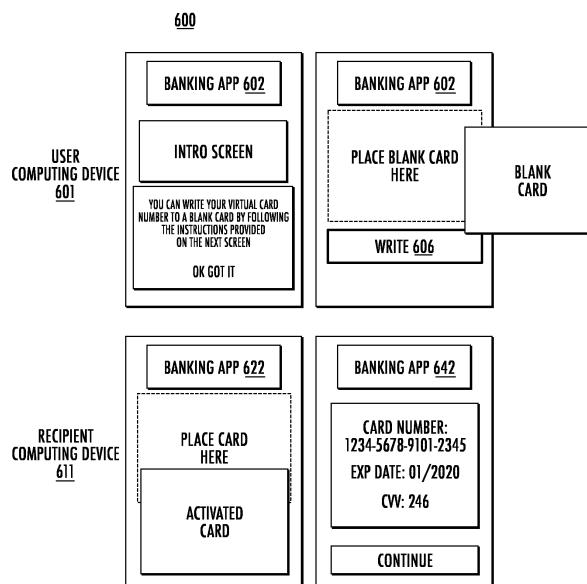 600
USER
COMPUTING DEVICE
601
BANKING APP 602
INTRO SCREEN
YOU CAN WRITE YOUR VIRTUAL CARD
NUMBER TO A BLANK CARD BY FOLLOWING
THE INSTRUCTIONS PROVIDED
ON THE NEXT SCREEN
OK GOT IT
BANKING APP 602
PLACE BLANK CARD
HERE
BLANK
CARD
WRITE 606
RECIPIENT
COMPUTING DEVICE
611
BANKING APP 622
PLACE CARD
HERE
ACTIVATED
CARD
BANKING APP 642
CARD NUMBER:
1234-5678-9101-2345
EXP DATE: 01/2020
CVV: 246
CONTINUE